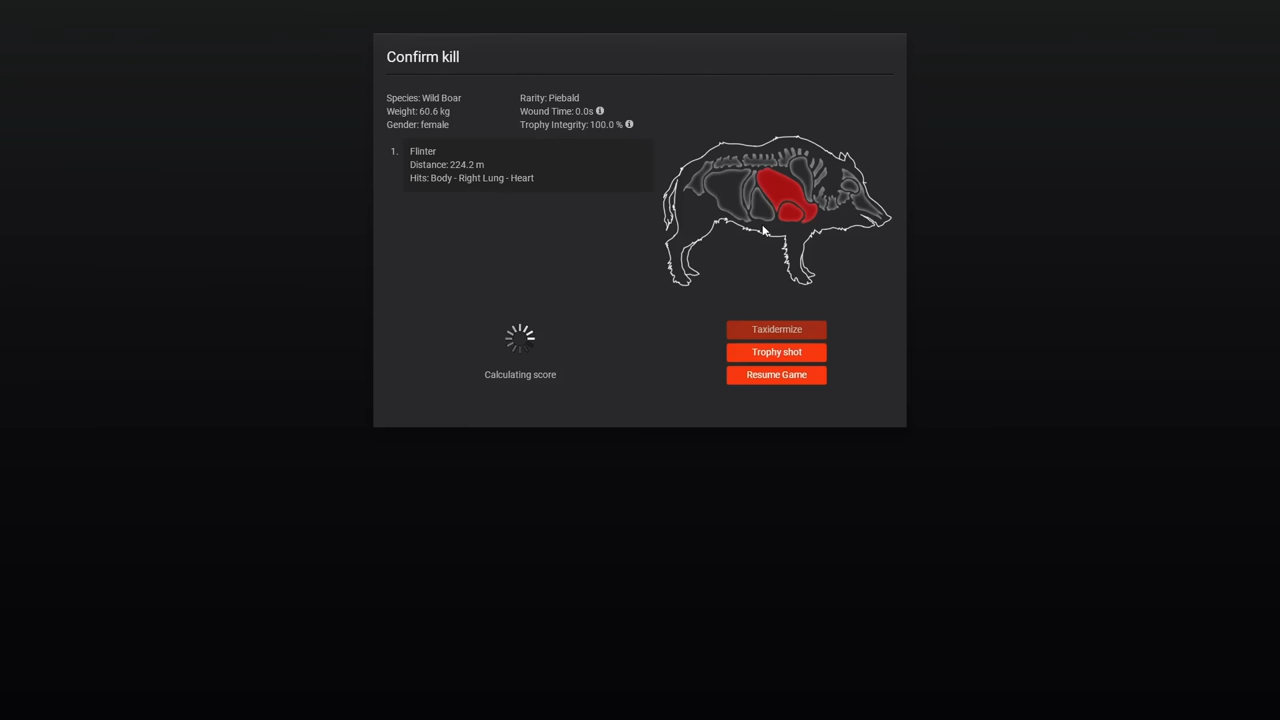 Confirm kill
Species: Wild Boar
Weight: 60.6 kg
Gender: female
Rarity: Piebald
Wound Time: 0.0s
Trophy Integrity: 100.0 %
1.
Flinter
Distance: 224.2 m
Hits: Body - Right Lung - Heart
Calculating score
Taxidermize
Trophy shot
Resume Game